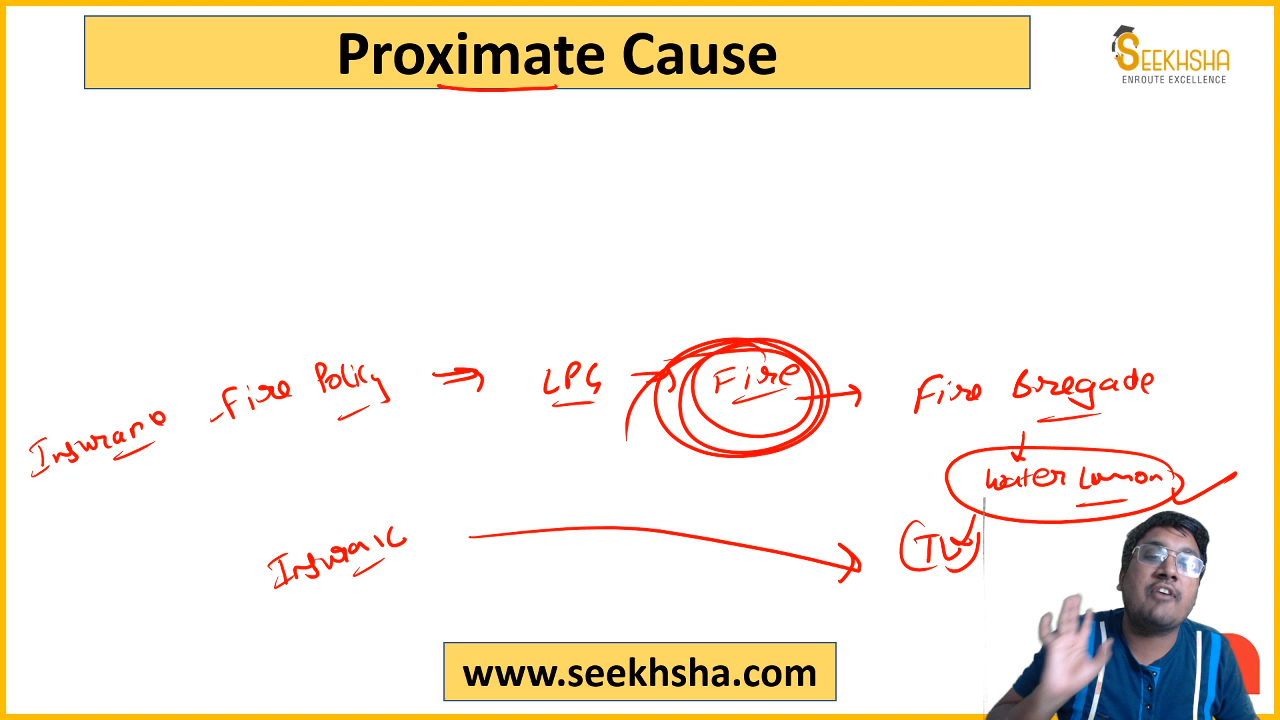 Proximate Cause
SEEKHSHA
ENROUTE EXCELLENCE
Insurance Fire Policy ⇒ LPG → Fire → Fire Bregade
Water
Insurance → (TV)
www.seekhsha.com